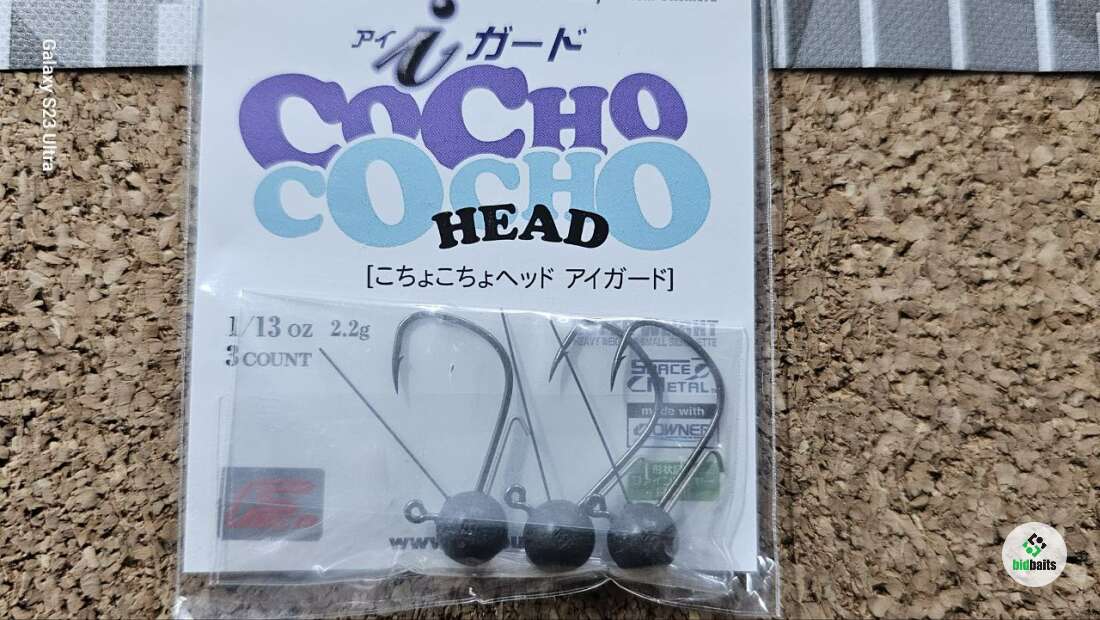 アイ i ガード
COCHO
COCHO
HEAD
[こちょこちょヘッド アイガード]
1/13 oz 2.2g
3 COUNT
SPACE
METAL
made with
OWNER
www.
Galaxy S23 Ultra
bidbaits